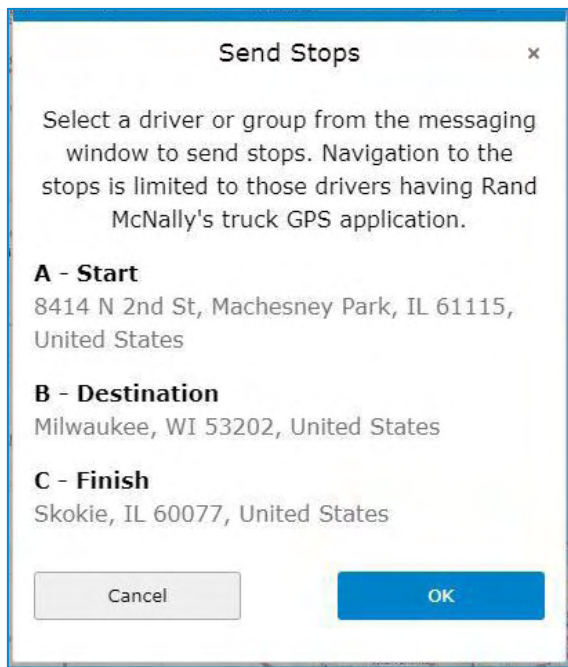 Send Stops ×
Select a driver or group from the messaging
window to send stops. Navigation to the
stops is limited to those drivers having Rand
McNally's truck GPS application.
A - Start
8414 N 2nd St, Machesney Park, IL 61115,
United States
B - Destination
Milwaukee, WI 53202, United States
C - Finish
Skokie, IL 60077, United States
Cancel OK